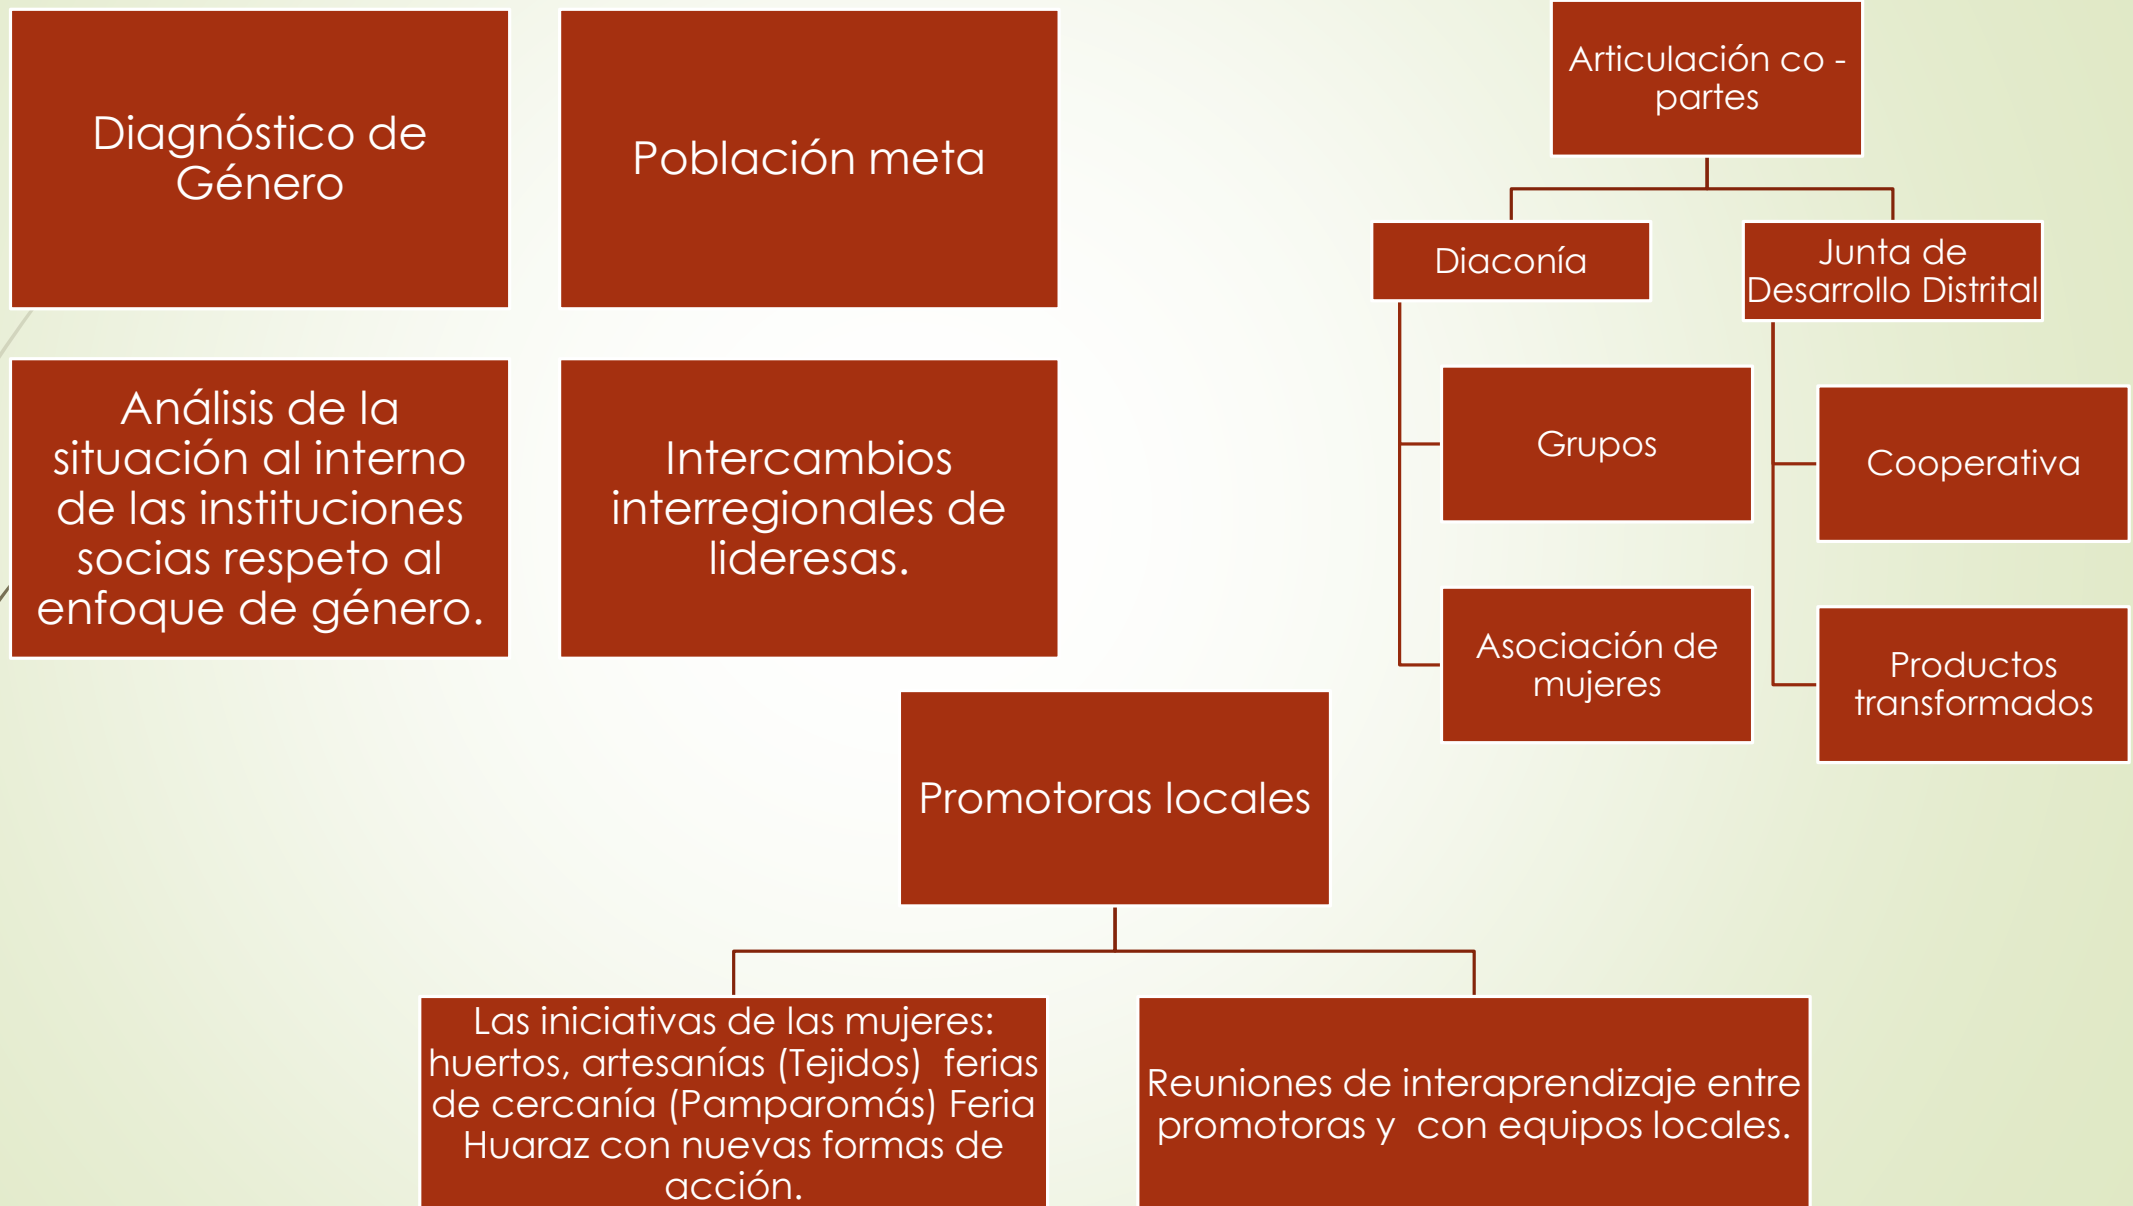 Diagnóstico de
Género
Población meta
Análisis de la
situación al interno
de las instituciones
socias respeto al
enfoque de género.
Intercambios
interregionales de
lideresas.
Articulación co -
partes
Diaconía
Junta de
Desarrollo Distrital
Grupos
Cooperativa
Asociación de
mujeres
Productos
transformados
Promotoras locales
Las iniciativas de las mujeres:
huertos, artesanías (Tejidos)  ferias
de cercanía (Pamparomás) Feria
Huaraz con nuevas formas de
acción.
Reuniones de interaprendizaje entre
promotoras y  con equipos locales.